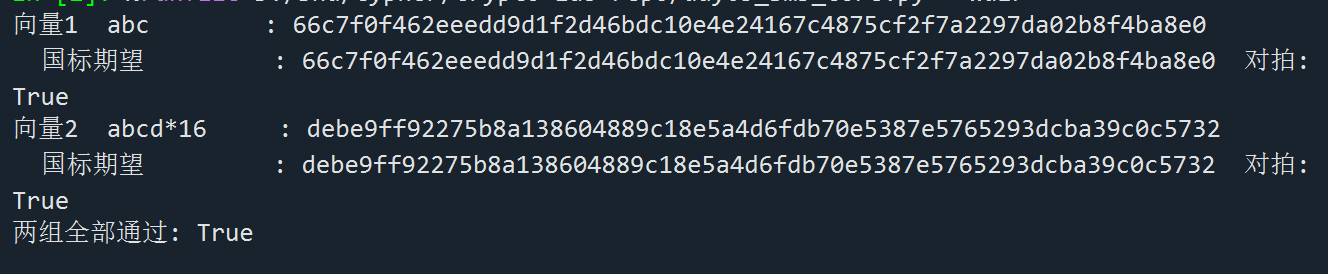 向量1  abc        : 66c7f0f462eeedd9d1f2d46bdc10e4e24167c4875cf2f7a2297da02b8f4ba8e0
  国标期望         : 66c7f0f462eeedd9d1f2d46bdc10e4e24167c4875cf2f7a2297da02b8f4ba8e0  对拍:
True
向量2  abcd*16     : debe9ff92275b8a138604889c18e5a4d6fdb70e5387e5765293dcba39c0c5732
  国标期望         : debe9ff92275b8a138604889c18e5a4d6fdb70e5387e5765293dcba39c0c5732  对拍:
True
两组全部通过: True